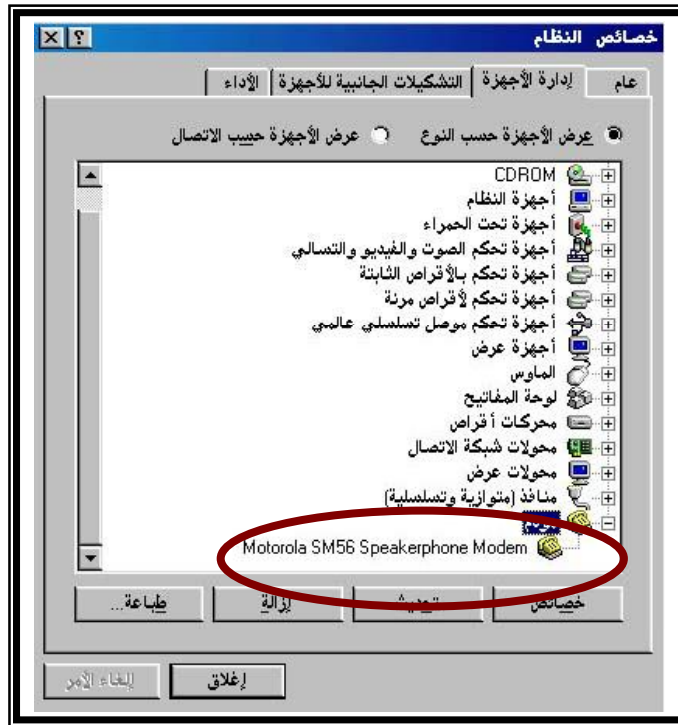 خصائص النظام
عام إدارة الأجهزة التشكيلات الجانبية للأجهزة الأداء
عرض الأجهزة حسب النوع عرض الأجهزة حسب الاتصال
CDROM
أجهزة النظام
أجهزة تحت الحمراء
أجهزة تحكم الصوت والفيديو والتسالي
أجهزة تحكم بالأقراص الثابتة
أجهزة تحكم لأقراص مرنة
أجهزة تحكم موصل تسلسلي عالمي
أجهزة عرض
الماوس
لوحة المفاتيح
محركات أقراص
محولات شبكة الاتصال
محولات عرض
منافذ (متوازية وتسلسلية)
Motorola SM56 Speakerphone Modem
خصائص تحديث إزالة طباعة...
إغلاق إلغاء الأمر